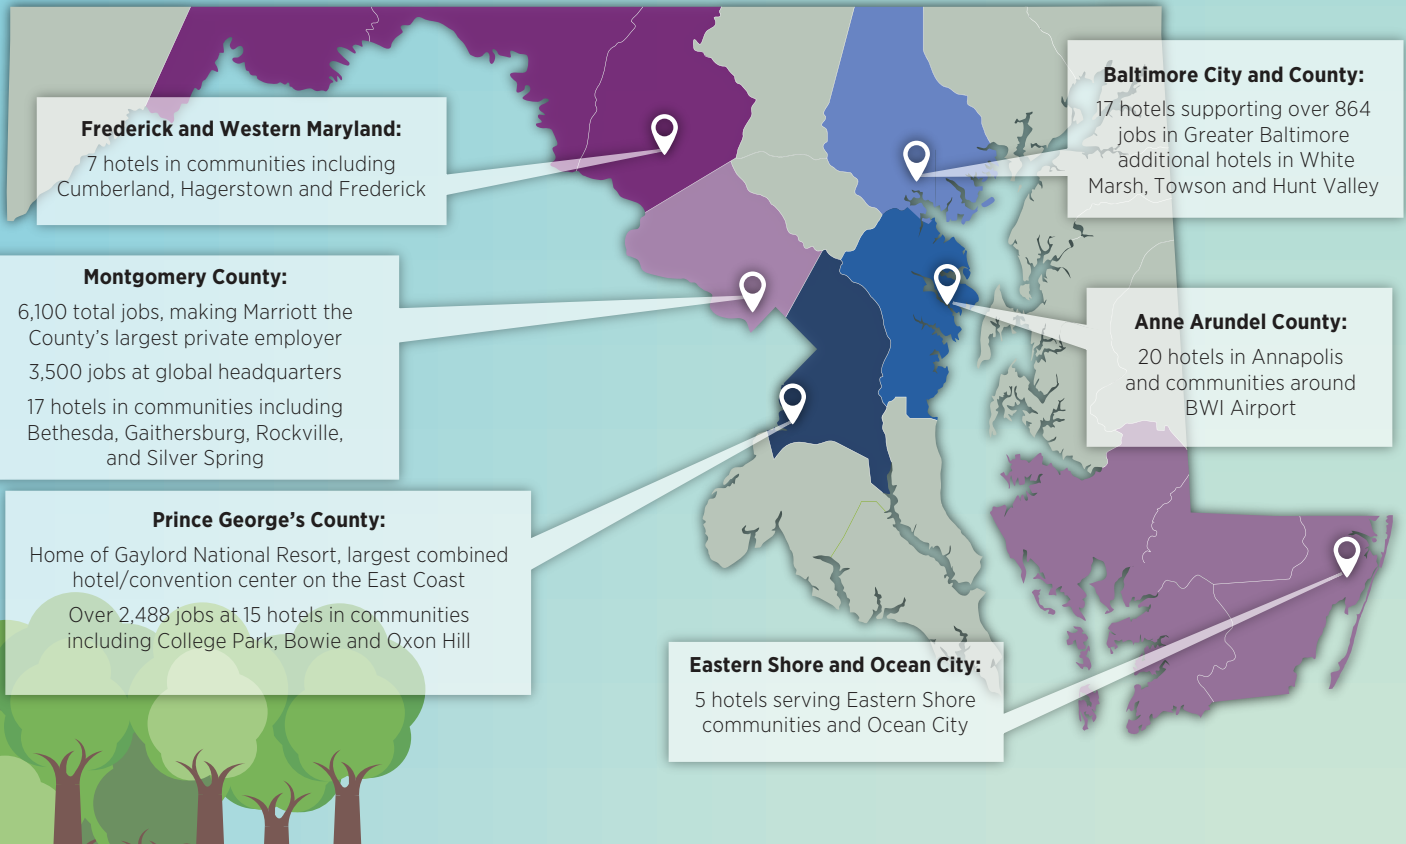 Frederick and Western Maryland:
7 hotels in communities including
Cumberland, Hagerstown and Frederick
Baltimore City and County:
17 hotels supporting over 864
jobs in Greater Baltimore
additional hotels in White
Marsh, Towson and Hunt Valley
Montgomery County:
6,100 total jobs, making Marriott the
County’s largest private employer
3,500 jobs at global headquarters
17 hotels in communities including
Bethesda, Gaithersburg, Rockville,
and Silver Spring
Anne Arundel County:
20 hotels in Annapolis
and communities around
BWI Airport
Prince George’s County:
Home of Gaylord National Resort, largest combined
hotel/convention center on the East Coast
Over 2,488 jobs at 15 hotels in communities
including College Park, Bowie and Oxon Hill
Eastern Shore and Ocean City:
5 hotels serving Eastern Shore
communities and Ocean City